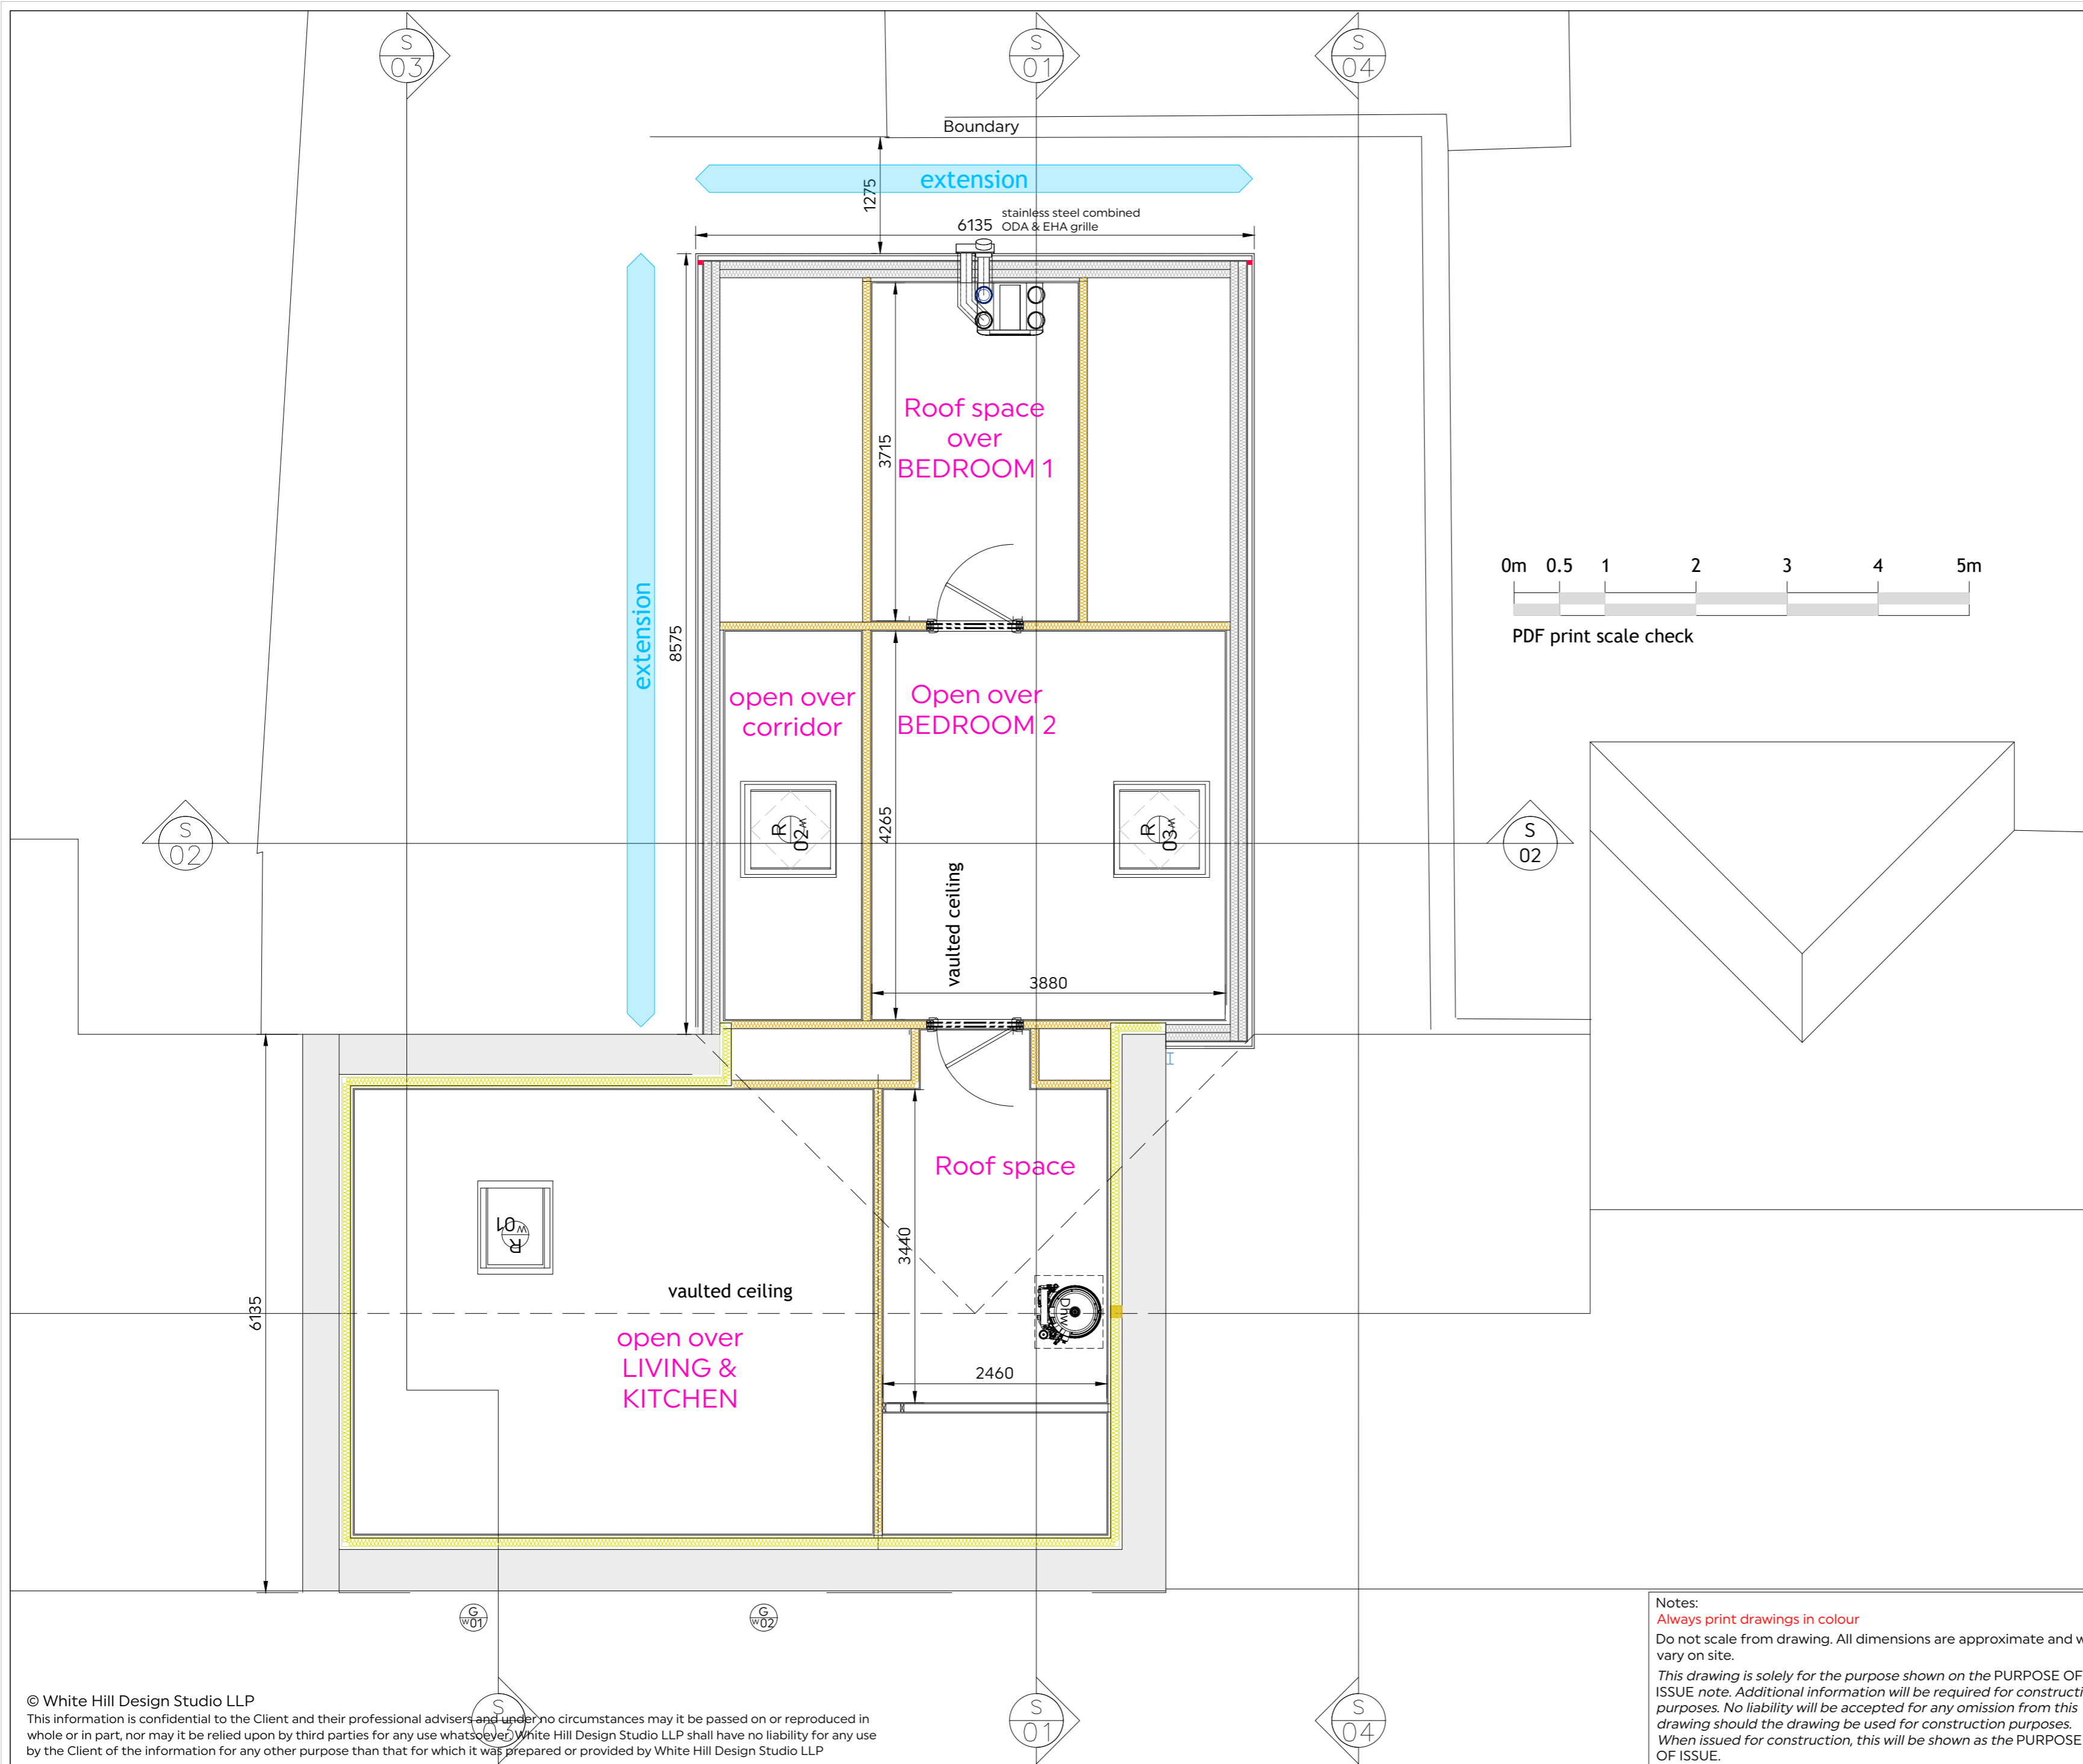 S
03
S
01
S
04
Boundary
extension
1275
6135
stainless steel combined
ODA & EHA grille
extension
8575
3715
Roof space
over
BEDROOM 1
0m 0.5 1 2 3 4 5m
PDF print scale check
open over
corridor
Open over
BEDROOM 2
S
02
R
W
02
4265
R
W
03
S
02
vaulted ceiling
3880
Roof space
R
W
01
3440
vaulted ceiling
6135
open over
LIVING &
KITCHEN
Dhw
2460
G
W01
G
W02
S
03
S
01
S
04
© White Hill Design Studio LLP
This information is confidential to the Client and their professional advisers and under no circumstances may it be passed on or reproduced in
whole or in part, nor may it be relied upon by third parties for any use whatsoever. White Hill Design Studio LLP shall have no liability for any use
by the Client of the information for any other purpose than that for which it was prepared or provided by White Hill Design Studio LLP
Notes:
Always print drawings in colour
Do not scale from drawing. All dimensions are approximate and
vary on site.
This drawing is solely for the purpose shown on the PURPOSE OF
ISSUE note. Additional information will be required for
purposes. No liability will be accepted for any omission from this
drawing should the drawing be used for construction purposes.
When issued for construction, this will be shown as the PURPOSE
OF ISSUE.